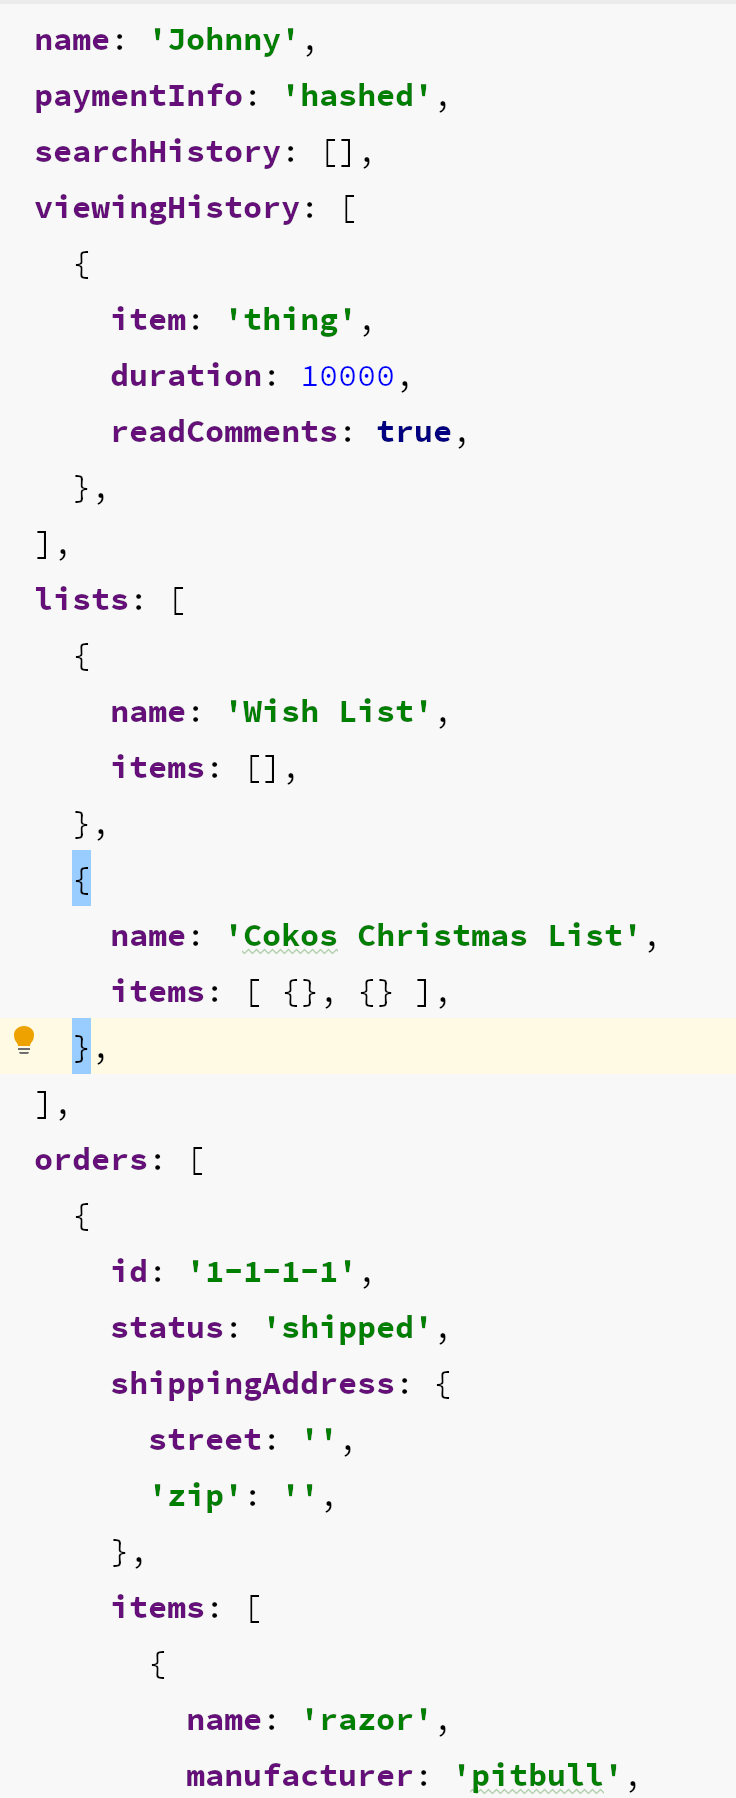 name: 'Johnny',
paymentInfo: 'hashed',
searchHistory: [],
viewingHistory: [
  {
    item: 'thing',
    duration: 10000,
    readComments: true,
  },
],
lists: [
  {
    name: 'Wish List',
    items: [],
  },
  {
    name: 'Cokos Christmas List',
    items: [ {}, {} ],
  },
],
orders: [
  {
    id: '1-1-1-1',
    status: 'shipped',
    shippingAddress: {
      street: '',
      'zip': '',
    },
    items: [
      {
        name: 'razor',
        manufacturer: 'pitbull',